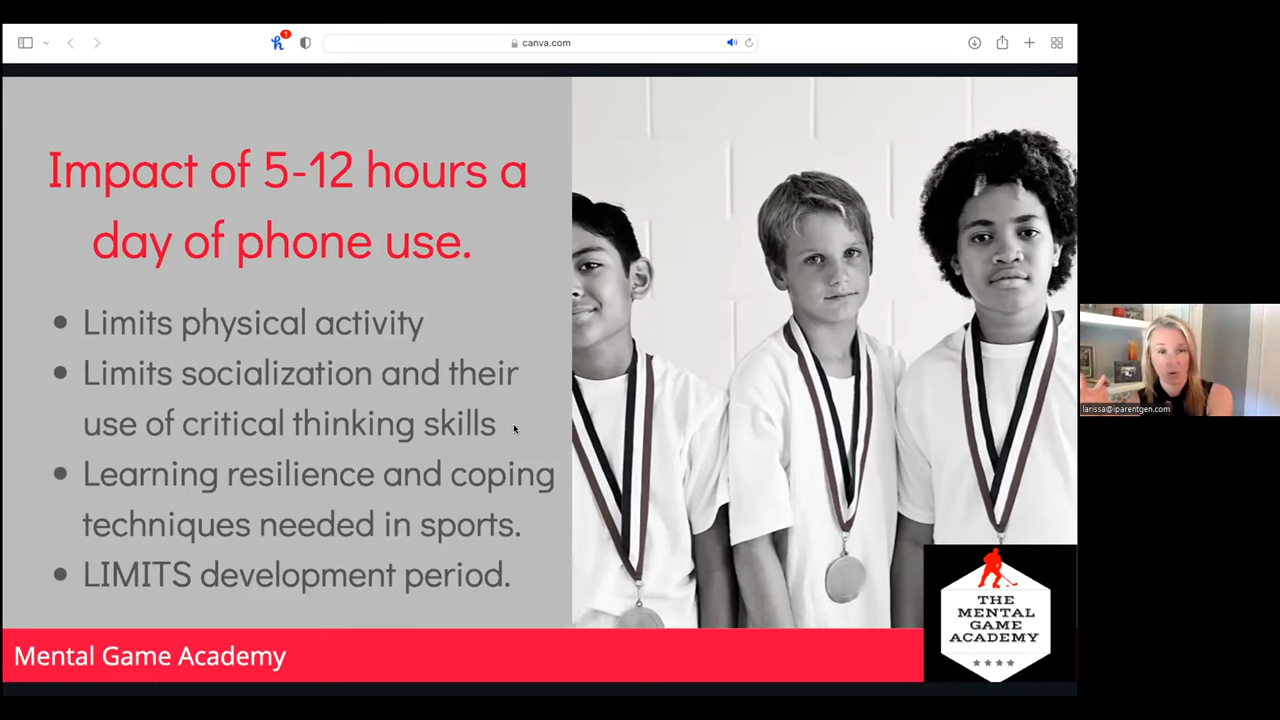 1
canva.com
Impact of 5-12 hours a
day of phone use.
• Limits physical activity
• Limits socialization and their
use of critical thinking skills
• Learning resilience and coping
techniques needed in sports.
• LIMITS development period.
larissa@iparentgen.com
THE
MENTAL
GAME
ACADEMY
Mental Game Academy